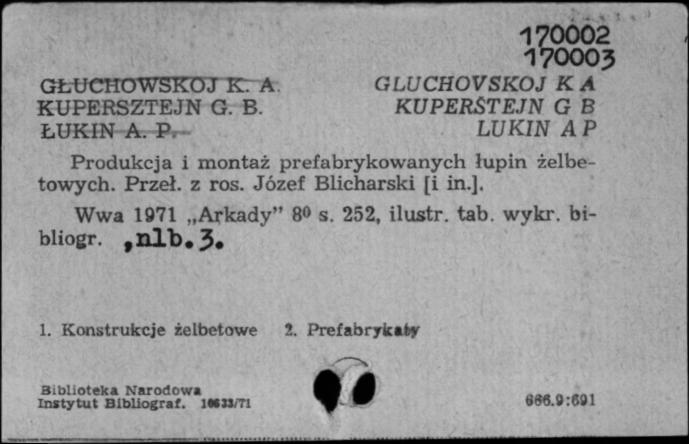 170002
170003
GŁUCHOWSKOJ K. A. GLUCHOVSKOJ K A
KUPERSZTEJN G. B. KUPERŠTEJN G B
ŁUKIN A. P. LUKIN A P
Produkcja i montaż prefabrykowanych łupin żelbe-
towych. Przeł. z ros. Józef Blicharski [i in.].
Wwa 1971 „Arkady” 8⁰ s. 252, ilustr. tab. wykr. bi-
bliogr. , nlb. 3.
1. Konstrukcje żelbetowe 2. Prefabrykaty
Biblioteka Narodowa
Instytut Bibliograf. 10633/71 666.9:691